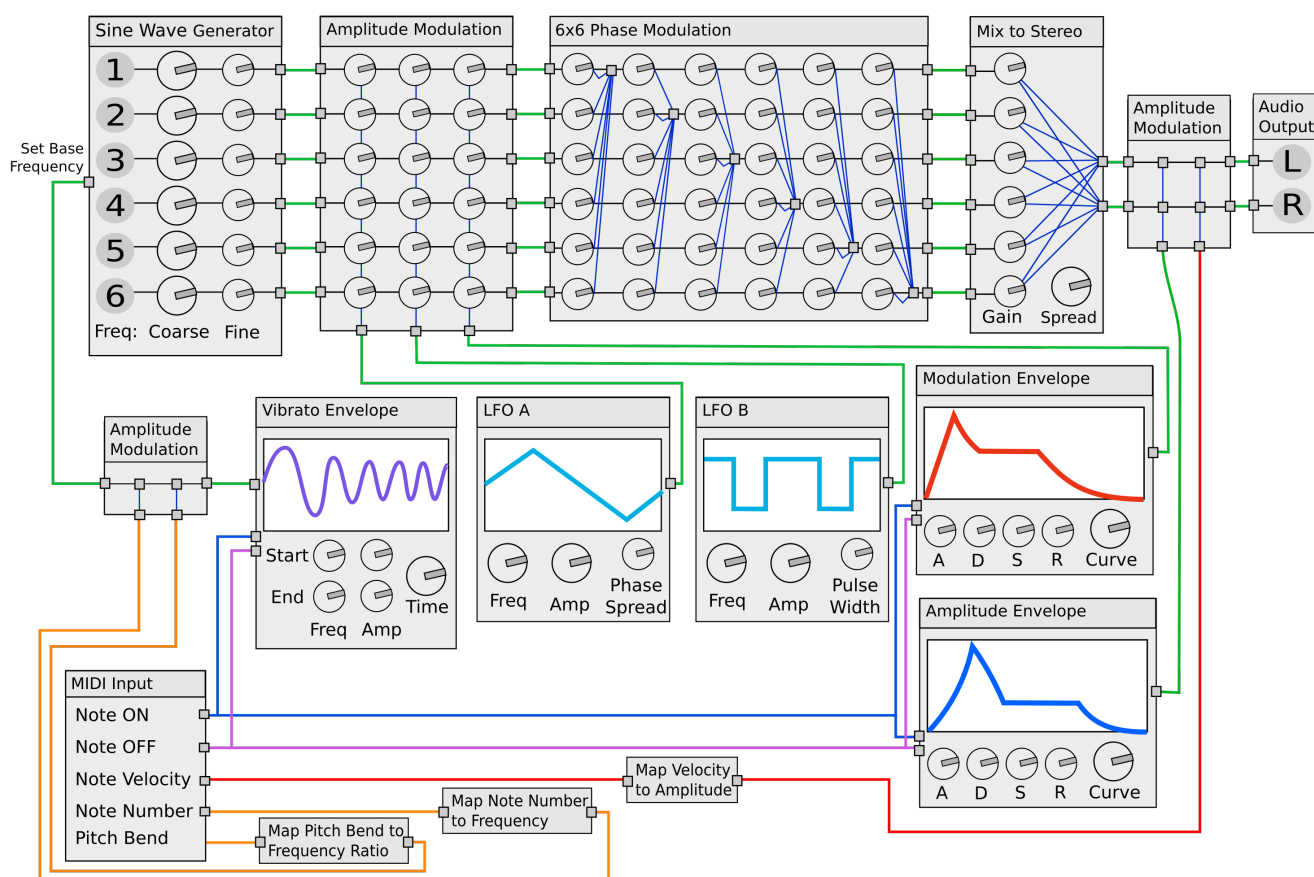 Sine Wave Generator
1
2
3
4
5
6
Freq: Coarse Fine
Set Base
Frequency
Amplitude Modulation
6x6 Phase Modulation
Mix to Stereo
Gain Spread
Amplitude
Modulation
Audio
Output
L
R
Amplitude
Modulation
Vibrato Envelope
Start
End
Freq Amp
Time
LFO A
Freq Amp
Phase
Spread
LFO B
Freq Amp
Pulse
Width
Modulation Envelope
A D S R Curve
Amplitude Envelope
A D S R Curve
MIDI Input
Note ON
Note OFF
Note Velocity
Note Number
Pitch Bend
Map Velocity
to Amplitude
Map Note Number
to Frequency
Map Pitch Bend to
Frequency Ratio